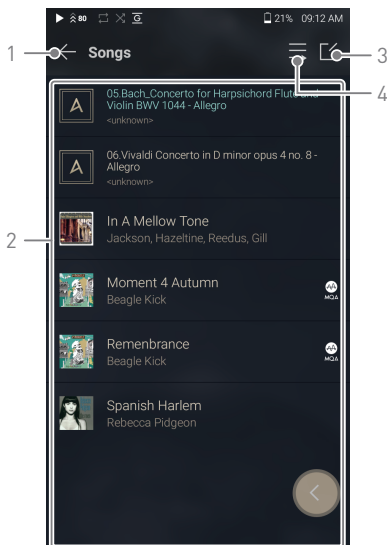 80 G 21% 09:12 AM
1 Songs 3
4
05.Bach_Concerto for Harpsichord Flute and
Violin BWV 1044 - Allegro
<unknown>
06.Vivaldi Concerto in D minor opus 4 no. 8 -
Allegro
<unknown>
2
In A Mellow Tone
Jackson, Hazeltine, Reedus, Gill
Moment 4 Autumn
Beagle Kick
MQA
Remenbrance
Beagle Kick
MQA
Spanish Harlem
Rebecca Pidgeon